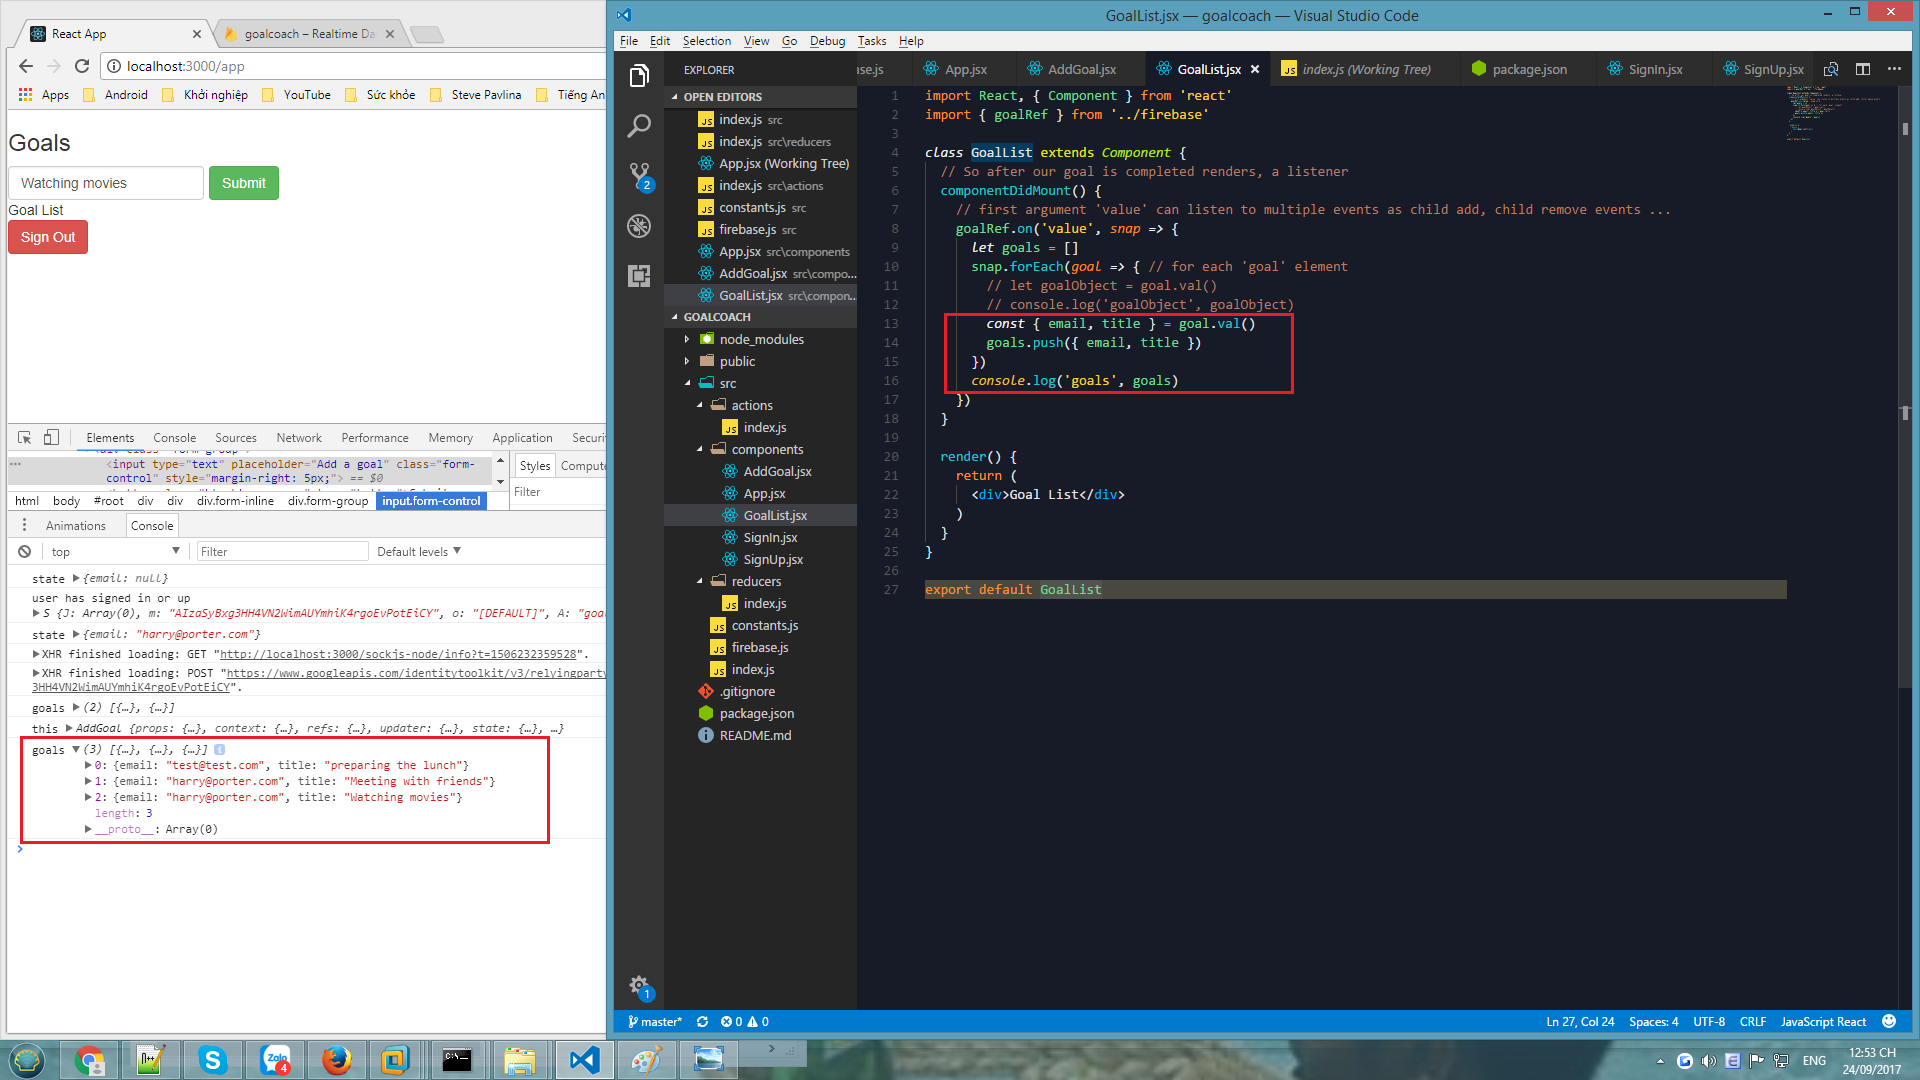 React App
goalcoach – Realtime Da
localhost:3000/app
Apps
Android
Khởi nghiệp
YouTube
Sức khỏe
Steve Pavlina
Tiếng An
Goals
Watching movies
Submit
Goal List
Sign Out
Elements Console Sources Network Performance Memory Application Securi
<input type="text" placeholder="Add a goal" class="form-
control" style="margin-right: 5px;"> == $0
Styles Compute
Filter
html body #root div div div.form-inline div.form-group input.form-control
Animations Console
top Filter Default levels ▼
state ▶{email: null}
user has signed in or up
▶S {J: Array(0), m: "AIzaSyBxg3HH4VN2WimAUYmhiK4rgoEvPotEiCY", o: "[DEFAULT]", A: "goa
state ▶{email: "harry@porter.com"}
▶XHR finished loading: GET "http://localhost:3000/sockjs-node/info?t=1506232359528".
▶XHR finished loading: POST "https://www.googleapis.com/identitytoolkit/v3/relyingparty
3HH4VN2WimAUYmhiK4rgoEvPotEiCY".
goals ▶(2) [{…}, {…}]
this ▶AddGoal {props: {…}, context: {…}, refs: {…}, updater: {…}, state: {…}, …}
goals ▼(3) [{…}, {…}, {…}] i
▶0: {email: "test@test.com", title: "preparing the lunch"}
▶1: {email: "harry@porter.com", title: "Meeting with friends"}
▶2: {email: "harry@porter.com", title: "Watching movies"}
length: 3
▶__proto__: Array(0)
>
GoalList.jsx — goalcoach — Visual Studio Code
File Edit Selection View Go Debug Tasks Help
EXPLORER
OPEN EDITORS
index.js src
index.js src\reducers
App.jsx (Working Tree)
index.js src\actions
constants.js src
firebase.js src
App.jsx src\components
AddGoal.jsx src\compo...
GoalList.jsx src\compon...
GOALCOACH
node_modules
public
src
actions
index.js
components
AddGoal.jsx
App.jsx
GoalList.jsx
SignIn.jsx
SignUp.jsx
reducers
index.js
constants.js
firebase.js
index.js
.gitignore
package.json
README.md
2
1
se.js App.jsx AddGoal.jsx GoalList.jsx index.js (Working Tree) package.json SignIn.jsx SignUp.jsx
1 import React, { Component } from 'react'
2 import { goalRef } from '../firebase'
3
4 class GoalList extends Component {
5 // So after our goal is completed renders, a listener
6 componentDidMount() {
7 // first argument 'value' can listen to multiple events as child add, child remove events ...
8 goalRef.on('value', snap => {
9 let goals = []
10 snap.forEach(goal => { // for each 'goal' element
11 // let goalObject = goal.val()
12 // console.log('goalObject', goalObject)
13 const { email, title } = goal.val()
14 goals.push({ email, title })
15 })
16 console.log('goals', goals)
17 })
18 }
19
20 render() {
21 return (
22 <div>Goal List</div>
23 )
24 }
25 }
26
27 export default GoalList
master* 0 0
Ln 27, Col 24 Spaces: 4 UTF-8 CRLF JavaScript React
Zalo
4
ENG
12:53 CH
24/09/2017